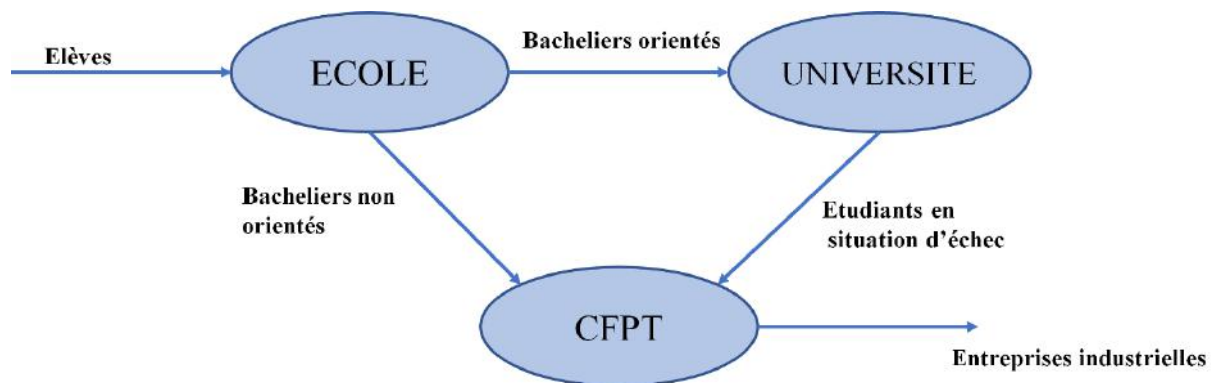 Elèves
ECOLE
Bacheliers orientés
UNIVERSITE
Bacheliers non
orientés
Etudiants en
situation d'échec
CFPT
Entreprises industrielles